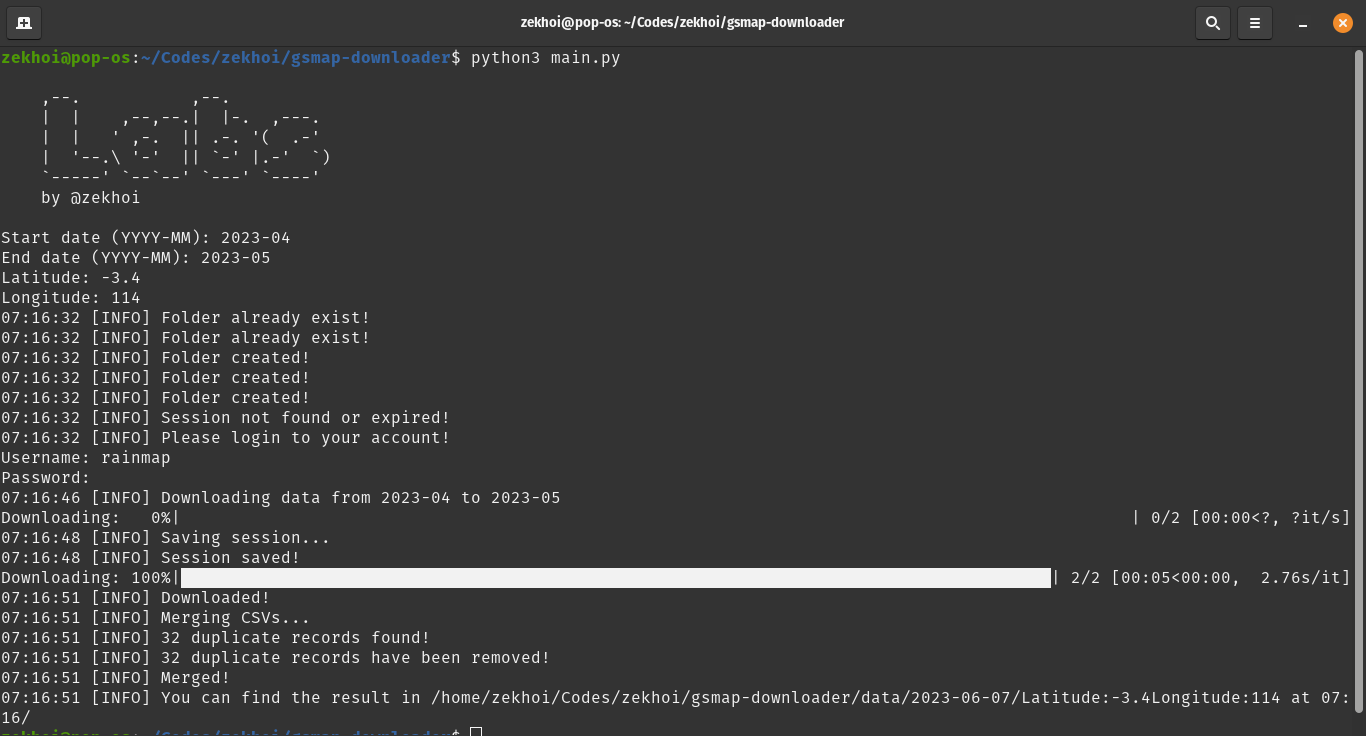 zekhoi@pop-os: ~/Codes/zekhoi/gsmap-downloader
zekhoi@pop-os:~/Codes/zekhoi/gsmap-downloader$ python3 main.py
    ,--.           ,--.
    |  |    ,--,--.|  |-.  ,---.
    |  |   ' ,-.  || .-. '(  .-'
    |  '--.\ '-'  || `-' |.-'  `)
    `-----' `--`--' `---' `----'
    by @zekhoi
Start date (YYYY-MM): 2023-04
End date (YYYY-MM): 2023-05
Latitude: -3.4
Longitude: 114
07:16:32 [INFO] Folder already exist!
07:16:32 [INFO] Folder already exist!
07:16:32 [INFO] Folder created!
07:16:32 [INFO] Folder created!
07:16:32 [INFO] Folder created!
07:16:32 [INFO] Session not found or expired!
07:16:32 [INFO] Please login to your account!
Username: rainmap
Password:
07:16:46 [INFO] Downloading data from 2023-04 to 2023-05
Downloading:   0%|                                                                                               | 0/2 [00:00<?, ?it/s]
07:16:48 [INFO] Saving session...
07:16:48 [INFO] Session saved!
Downloading: 100%|███████████████████████████████████████████████████████████████████████████████████████| 2/2 [00:05<00:00,  2.76s/it]
07:16:51 [INFO] Downloaded!
07:16:51 [INFO] Merging CSVs...
07:16:51 [INFO] 32 duplicate records found!
07:16:51 [INFO] 32 duplicate records have been removed!
07:16:51 [INFO] Merged!
07:16:51 [INFO] You can find the result in /home/zekhoi/Codes/zekhoi/gsmap-downloader/data/2023-06-07/Latitude:-3.4Longitude:114 at 07:
16/
zekhoi@pop-os:~/Codes/zekhoi/gsmap-downloader$